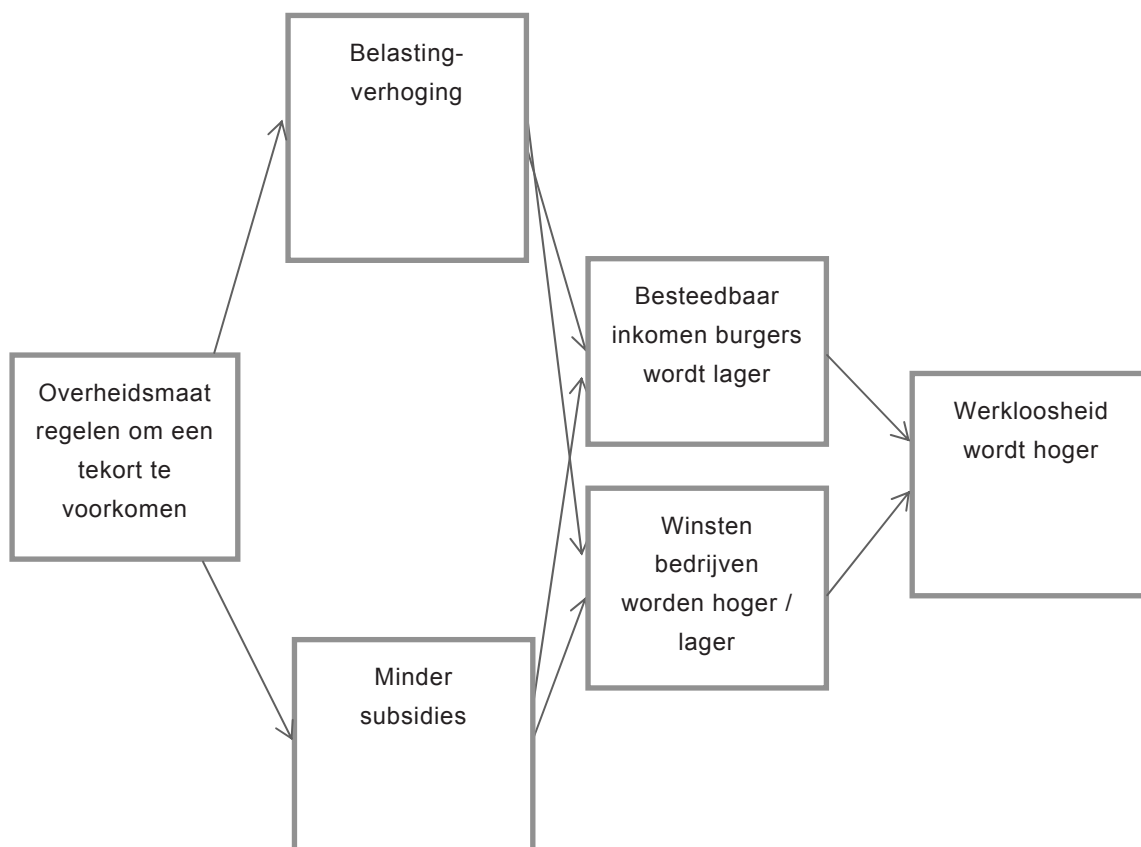 Belasting-
verhoging
Overheidsmaat
regelen om een
tekort te
voorkomen
Besteedbaar
inkomen burgers
wordt lager
Werkloosheid
wordt hoger
Winsten
bedrijven
worden hoger /
lager
Minder
subsidies